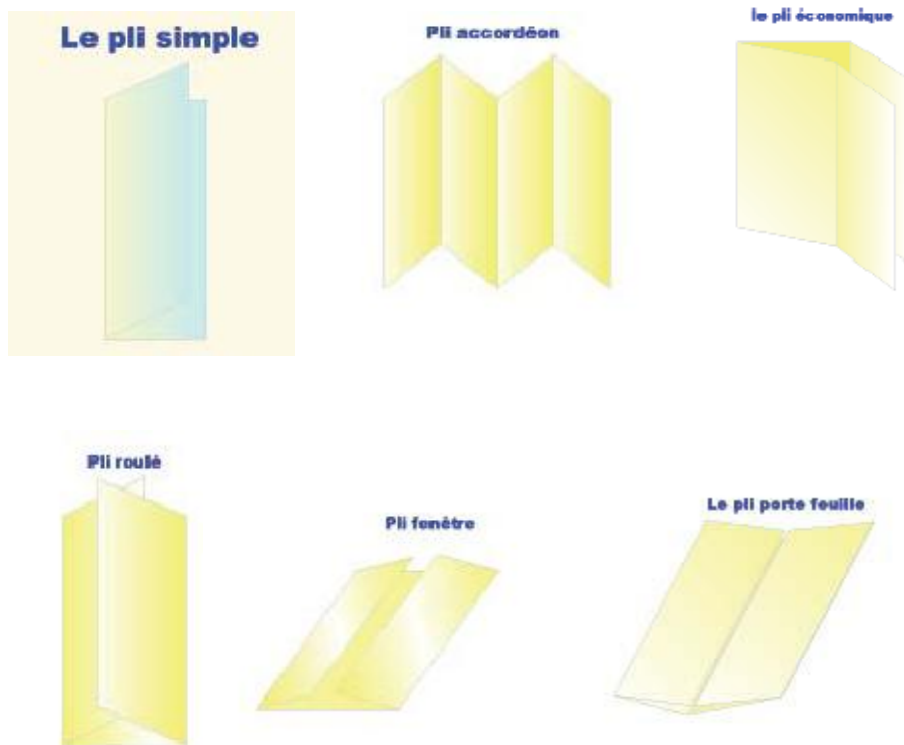 Le pli simple
Pli accordéon
le pli économique
Pli roulé
Pli fenêtre
Le pli porte feuille